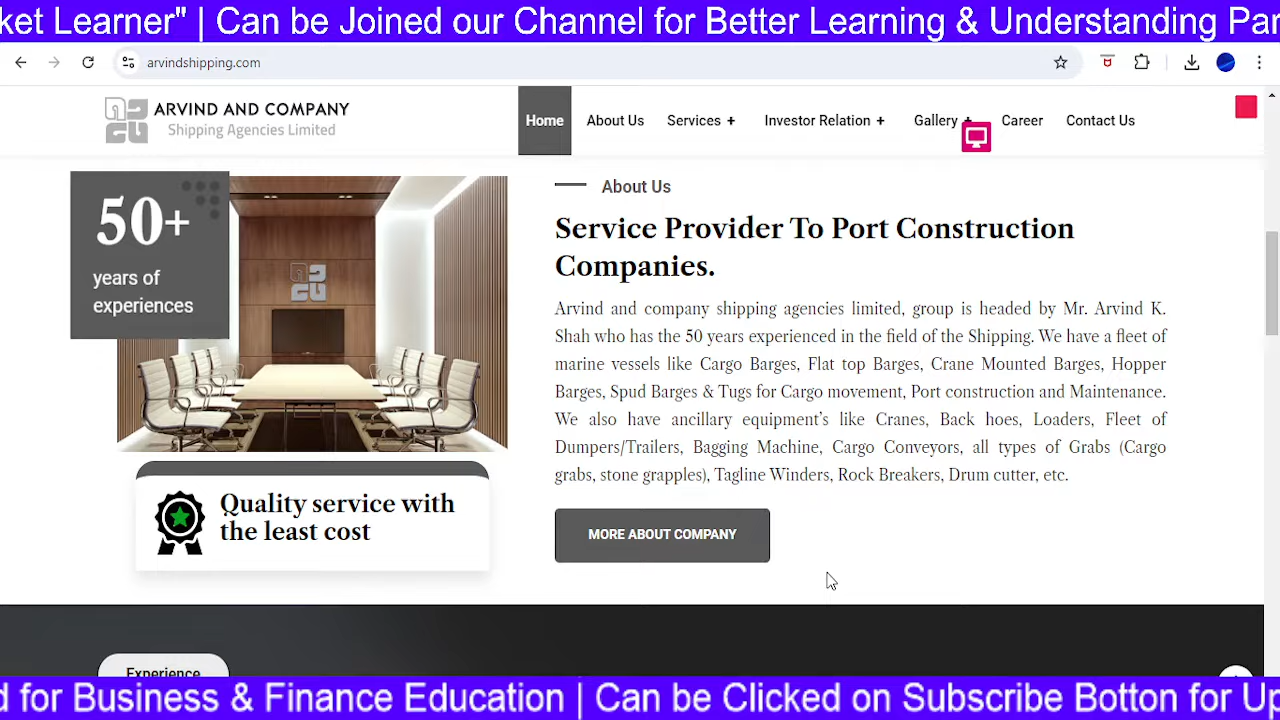 ket Learner" | Can be Joined our Channel for Better Learning & Understanding Par
arvindshipping.com
ARVIND AND COMPANY
Shipping Agencies Limited
Home About Us Services + Investor Relation + Gallery + Career Contact Us
50+
years of
experiences
Quality service with
the least cost
About Us
Service Provider To Port Construction
Companies.
Arvind and company shipping agencies limited, group is headed by Mr. Arvind K.
Shah who has the 50 years experienced in the field of the Shipping. We have a fleet of
marine vessels like Cargo Barges, Flat top Barges, Crane Mounted Barges, Hopper
Barges, Spud Barges & Tugs for Cargo movement, Port construction and Maintenance.
We also have ancillary equipment's like Cranes, Back hoes, Loaders, Fleet of
Dumpers/Trailers, Bagging Machine, Cargo Conveyors, all types of Grabs (Cargo
grabs, stone grapples), Tagline Winders, Rock Breakers, Drum cutter, etc.
MORE ABOUT COMPANY
Experience
d for Business & Finance Education | Can be Clicked on Subscribe Botton for Up